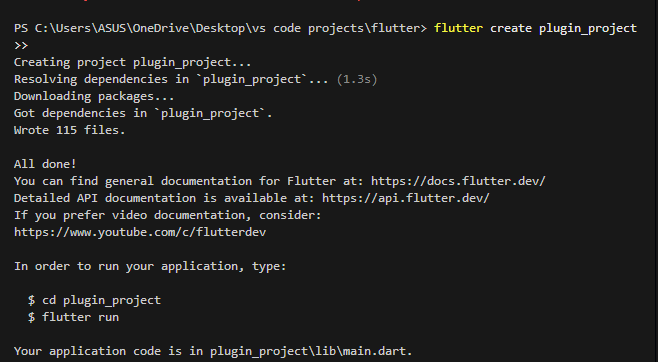 PS C:\Users\ASUS\OneDrive\Desktop\vs code projects\flutter> flutter create plugin_project
>>
Creating project plugin_project...
Resolving dependencies in `plugin_project`... (1.3s)
Downloading packages...
Got dependencies in `plugin_project`.
Wrote 115 files.

All done!
You can find general documentation for Flutter at: https://docs.flutter.dev/
Detailed API documentation is available at: https://api.flutter.dev/
If you prefer video documentation, consider:
https://www.youtube.com/c/flutterdev

In order to run your application, type:

  $ cd plugin_project
  $ flutter run

Your application code is in plugin_project\lib\main.dart.